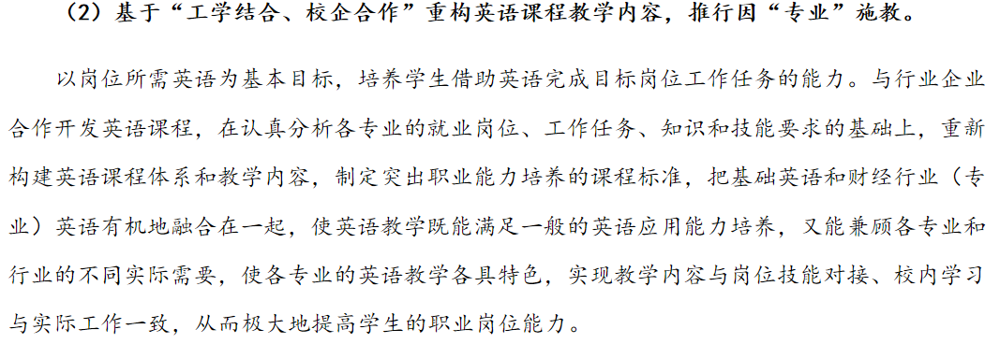 （2）基于“工学结合、校企合作”重构英语课程教学内容，推行因“专业”施教。
以岗位所需英语为基本目标，培养学生借助英语完成目标岗位工作任务的能力。与行业企业
合作开发英语课程，在认真分析各专业的就业岗位、工作任务、知识和技能要求的基础上，重新
构建英语课程体系和教学内容，制定突出职业能力培养的课程标准，把基础英语和财经行业（专
业）英语有机地融合在一起，使英语教学既能满足一般的英语应用能力培养，又能兼顾各专业和
行业的不同实际需要，使各专业的英语教学各具特色，实现教学内容与岗位技能对接、校内学习
与实际工作一致，从而极大地提高学生的职业岗位能力。